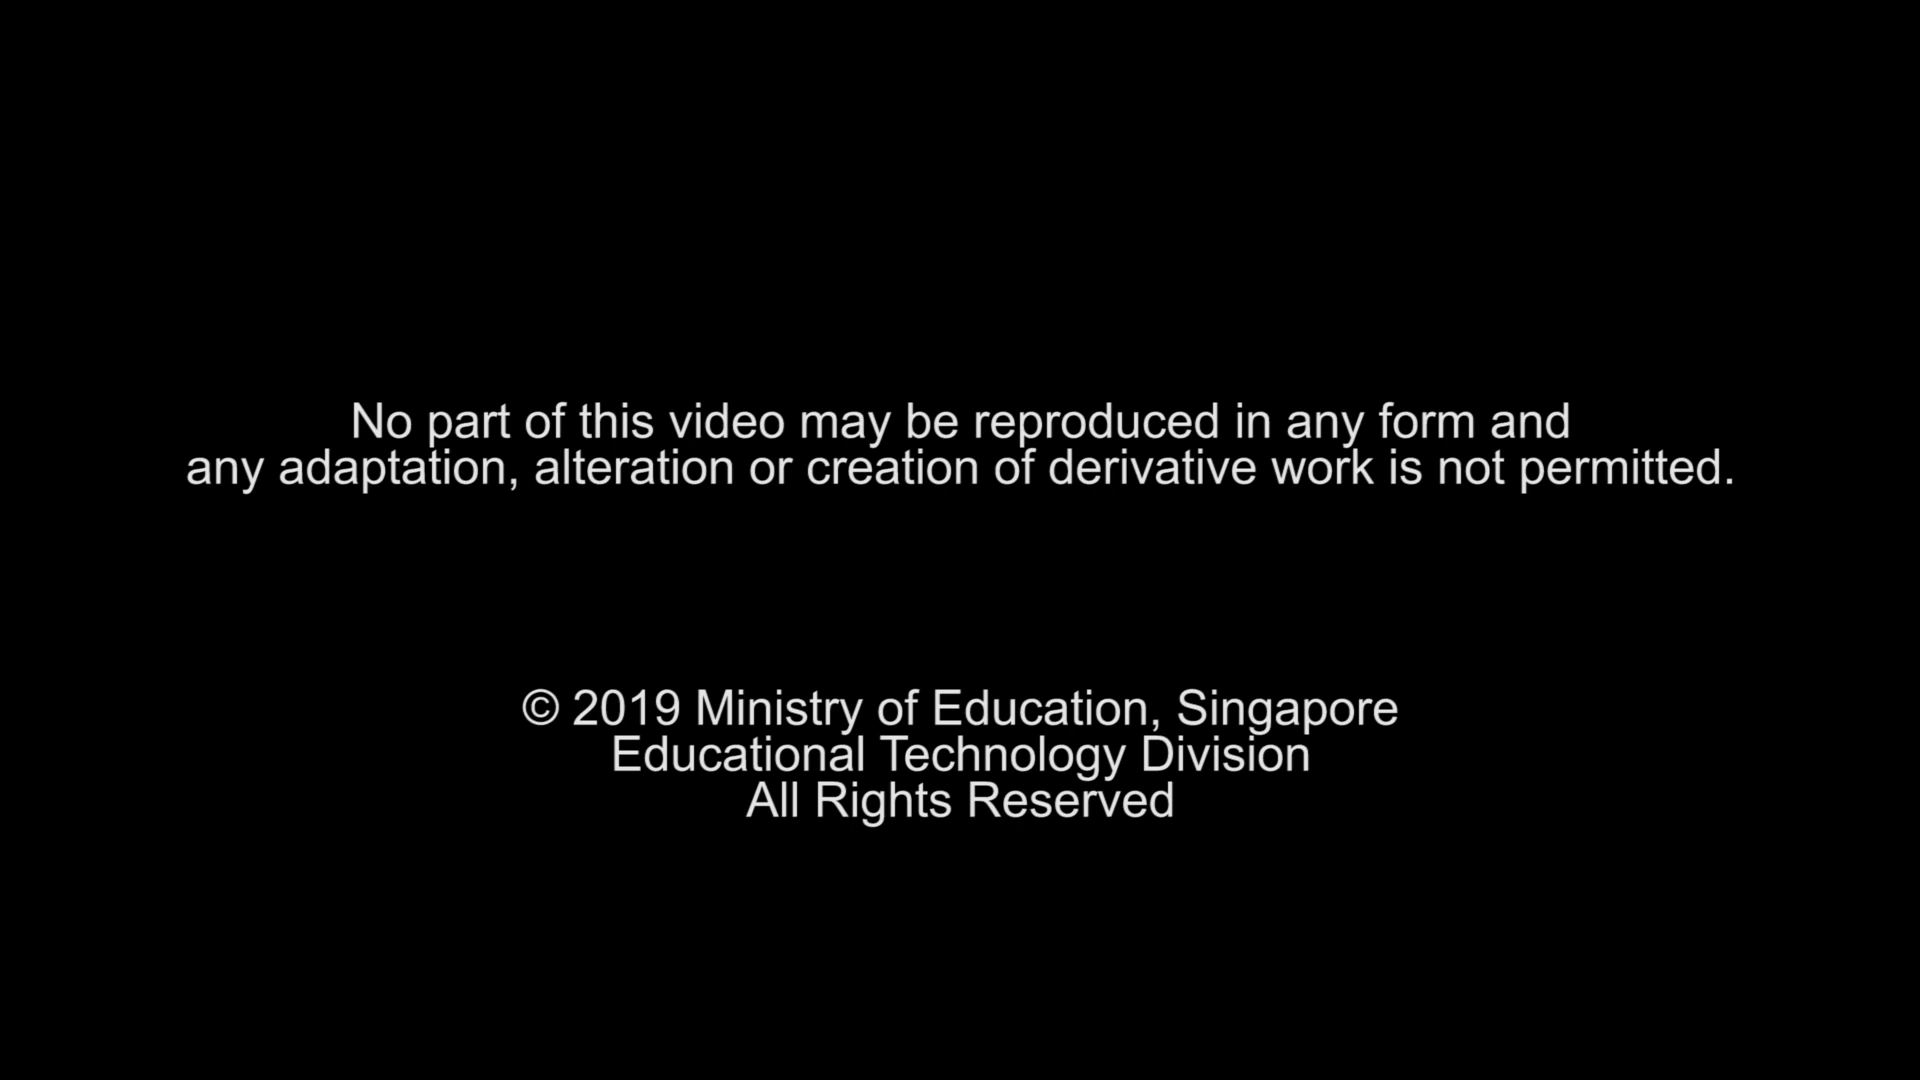 No part of this video may be reproduced in any form and
any adaptation, alteration or creation of derivative work is not permitted.
© 2019 Ministry of Education, Singapore
Educational Technology Division
All Rights Reserved